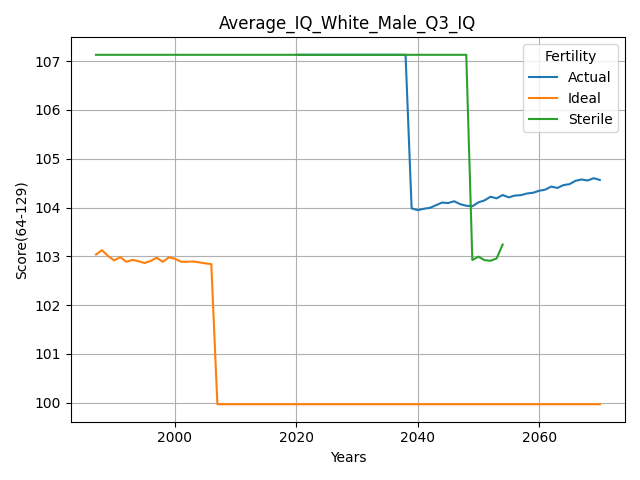 Average_IQ_White_Male_Q3_IQ
Score(64-129)
107
106
105
104
103
102
101
100
2000
2020
2040
2060
Years
Fertility
Actual
Ideal
Sterile